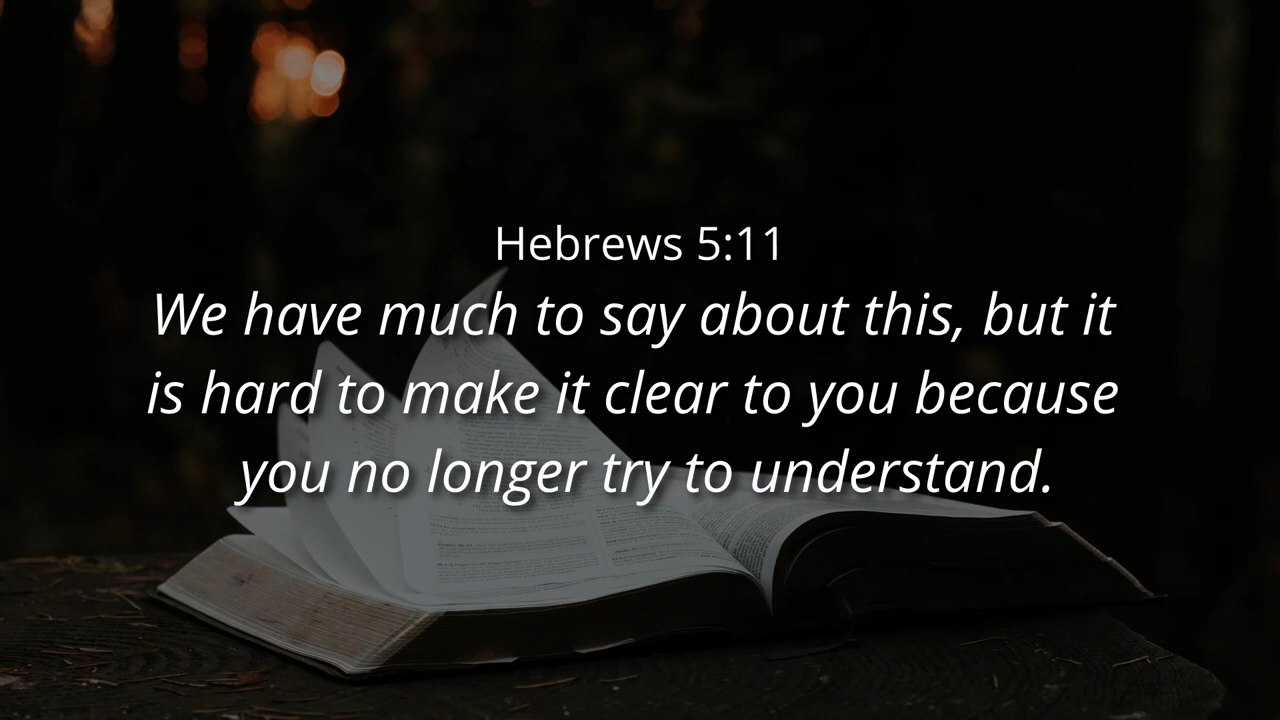 Hebrews 5:11
We have much to say about this, but it
is hard to make it clear to you because
you no longer try to understand.